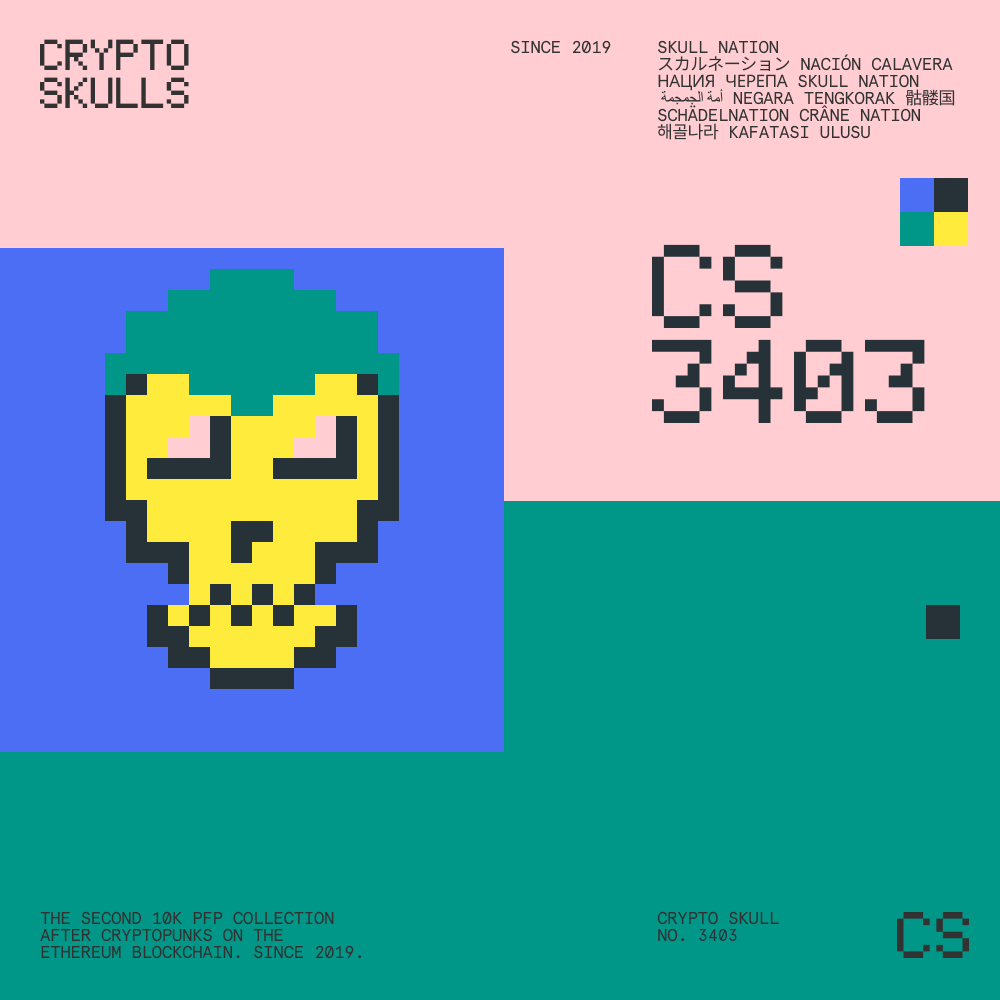 CRYPTO
SKULLS
SINCE 2019
SKULL NATION
スカルネーション NACIÓN CALAVERA
НАЦИЯ ЧЕРЕПА SKULL NATION
أمة الجمجمة NEGARA TENGKORAK 骷髅国
SCHÄDELNATION CRÂNE NATION
해골나라 KAFATASI ULUSU
CS
3403
THE SECOND 10K PFP COLLECTION
AFTER CRYPTOPUNKS ON THE
ETHEREUM BLOCKCHAIN. SINCE 2019.
CRYPTO SKULL
NO. 3403
CS